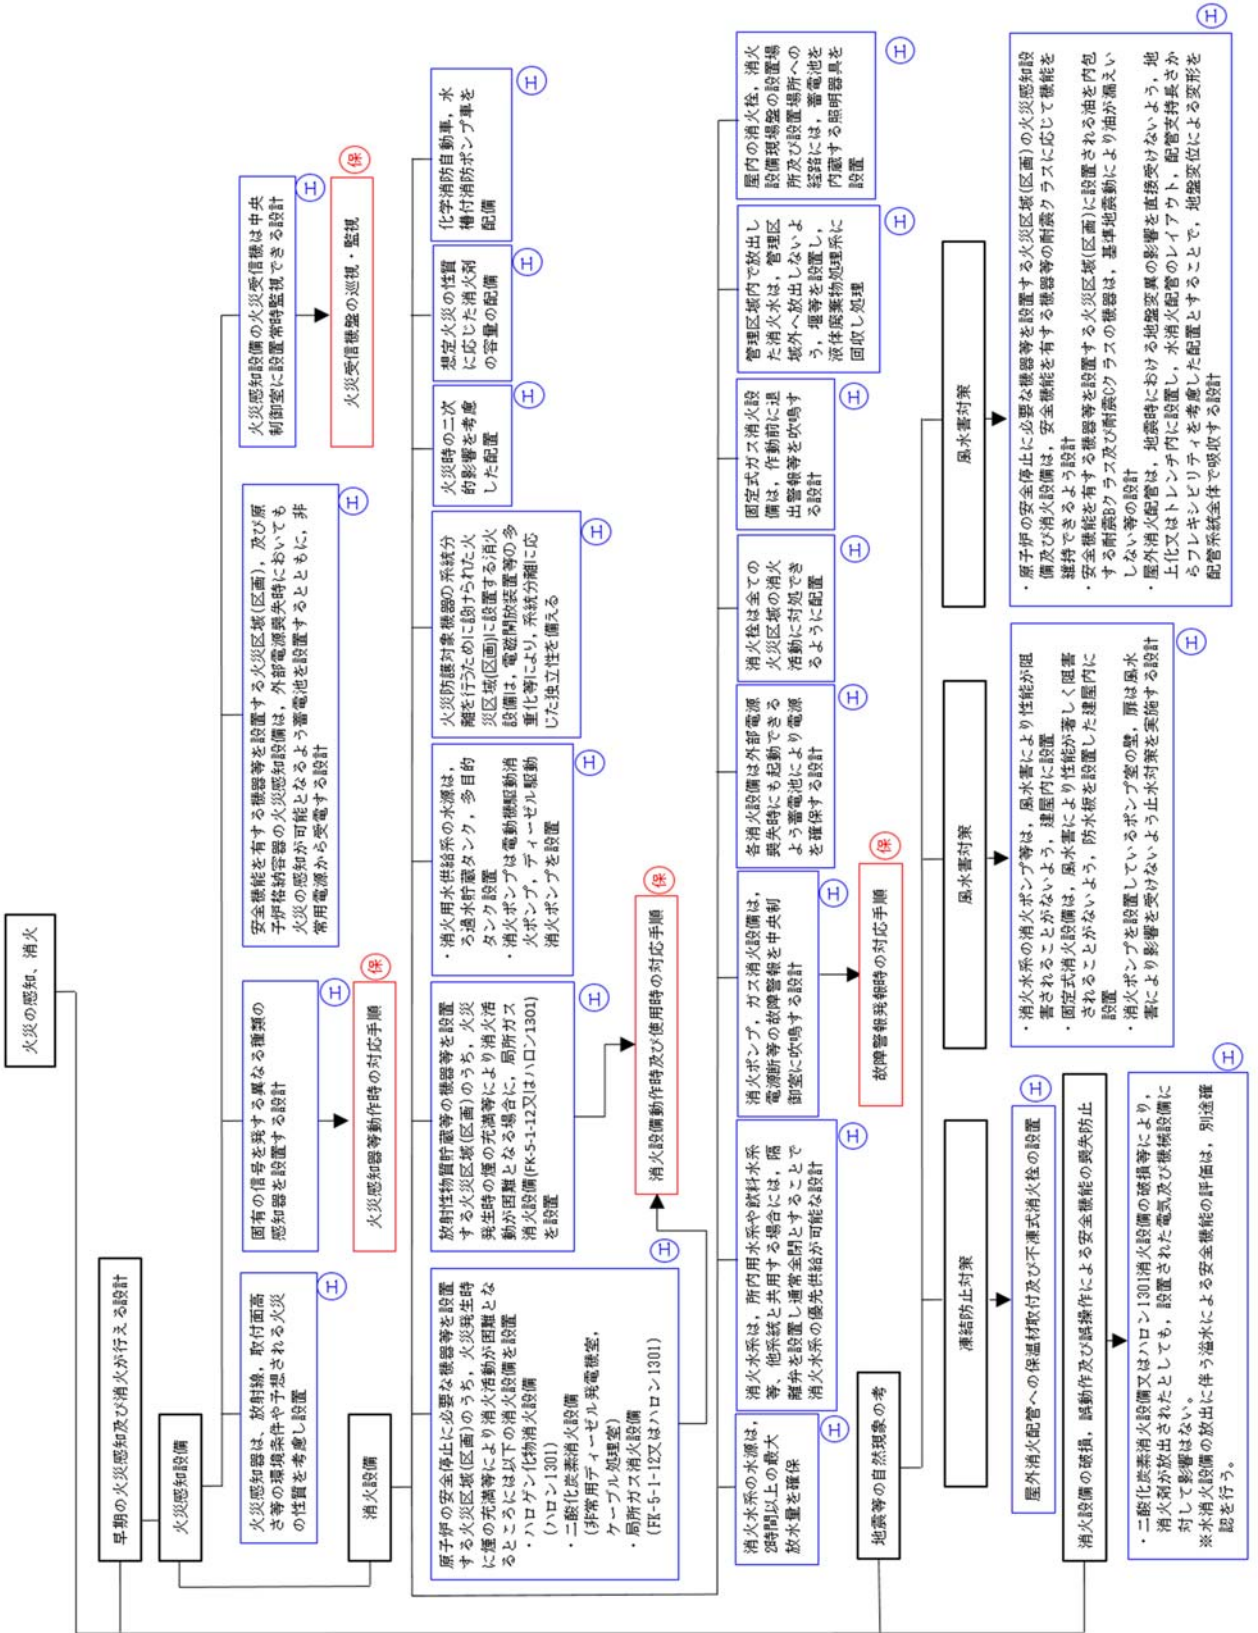 火災の感知、消火
早期の火災感知及び消火が行える設計
火災感知設備
火災感知器は、放射線，取付面高
さ等の環境条件や予想される火災
の性質を考慮し設置
エ
固有の信号を発する異なる種類の
感知器を設置する設計
エ
火災感知器等動作時の対応手順
保
安全機能を有する機器等を設置する火災区域(区画)，及び原
子炉格納容器の火災感知設備は，外部電源喪失時においても
火災の感知が可能となるよう蓄電池を設置するとともに，非
常用電源から受電する設計
エ
火災感知設備の火災受信機は中央
制御室に設置常時監視できる設計
エ
火災受信機盤の巡視・監視
保
消火設備
原子炉の安全停止に必要な機器等を設置
する火災区域(区画)のうち，火災発生時
に煙の充満等により消火活動が困難とな
るところには以下の消火設備を設置
・ハロゲン化物消火設備
(ハロン1301)
・二酸化炭素消火設備
(非常用ディーゼル発電機室，
ケーブル処理室)
・局所ガス消火設備
(FK-5-1-12又はハロン1301)
エ
放射性物質貯蔵等の機器等を設置
する火災区域(区画)のうち，火災
発生時の煙の充満等により消火活
動が困難となる場合に，局所ガス
消火設備(FK-5-1-12又はハロン1301)
を設置
エ
消火設備動作時及び使用時の対応手順
保
・消火用水供給系の水源は，
ろ過水貯蔵タンク，多目的
タンク設置
・消火ポンプは電動機駆動消
火ポンプ，ディーゼル駆動
消火ポンプを設置
エ
火災防護対象機器の系統分
離を行うために設けられた火
災区域(区画)に設置する消火
設備は，電磁開放装置等の多
重化等により，系統分離に応
じた独立性を備える
エ
火災時の二次
的影響を考慮
した配置
エ
想定火災の性質
に応じた消火剤
の容量の配備
エ
化学消防自動車，水
槽付消防ポンプ車を
配備
エ
消火水系の水源は，
2時間以上の最大
放水量を確保
エ
消火水系は，所内用水系や飲料水系
等、他系統と共用する場合には，隔
離弁を設置し通常全閉とすることで
消火水系の優先供給が可能な設計
エ
消火ポンプ，ガス消火設備は，
電源断等の故障警報を中央制
御室に吹鳴する設計
エ
故障警報発報時の対応手順
保
各消火設備は外部電源
喪失時にも起動できる
よう蓄電池により電源
を確保する設計
エ
消火栓は全ての
火災区域の消火
活動に対処でき
るように配置
エ
固定式ガス消火設
備は，作動前に退
出警報等を吹鳴す
る設計
エ
管理区域内で放出し
た消火水は，管理区
域外へ放出しないよ
う，堰等を設置し，
液体廃棄物処理系に
回収し処理
エ
屋内の消火栓，消火
設備現場盤の設置場
所及び設置場所への
経路には，蓄電池を
内蔵する照明器具を
設置
エ
地震等の自然現象の考
凍結防止対策
屋外消火配管への保温材取付及び不凍式消火栓の設置
エ
風水害対策
・消火水系の消火ポンプ等は，風水害により性能が阻
害されることがないよう，建屋内に設置
・固定式消火設備は，風水害により性能が著しく阻害
されることがないよう，防水板を設置した建屋内に
設置
・消火ポンプを設置しているポンプ室の壁，扉は風水
害により影響を受けないよう止水対策を実施する設計
エ
風水害対策
・原子炉の安全停止に必要な機器等を設置する火災区域(区画)の火災感知設
備及び消火設備は，安全機能を有する機器等の耐震クラスに応じて機能を
維持できるよう設計
・安全機能を有する機器等を設置する火災区域(区画)に設置される油を内包
する耐震Bクラス及び耐震Cクラスの機器は，基準地震動により油が漏えい
しない等の設計
・屋外消火配管は，地震時における地盤変異の影響を直接受けないよう，地
上化又はトレンチ内に設置し，水消火配管のレイアウト，配管支持長さか
らフレキシビリティを考慮した配置とすることで，地盤変位による変形を
配管系統全体で吸収する設計
エ
消火設備の破損，誤動作及び誤操作による安全機能の喪失防止
・二酸化炭素消火設備又はハロン1301消火設備の破損等により，
消火剤が放出されたとしても，設置された電気及び機械設備に
対して影響はない。
※水消火設備の放出に伴う溢水による安全機能の評価は，別途確
認を行う。
エ